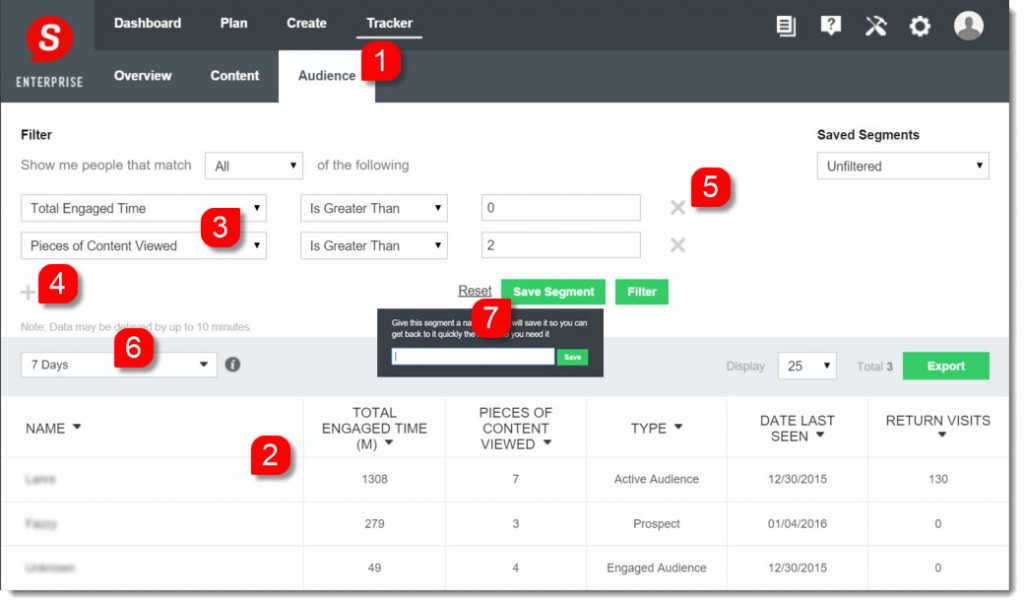 S
ENTERPRISE
Dashboard Plan Create Tracker
1
Overview Content Audience
Filter
Saved Segments
Show me people that match All of the following
Unfiltered
5
Total Engaged Time Is Greater Than 0
3
Pieces of Content Viewed Is Greater Than 2
4
Reset Save Segment Filter
7
Give this segment a will save it so you can
get back to it quickly the you need it
Save
Note: Data may be delayed by up to 10 minutes.
6
7 Days
Display 25 Total 3 Export
NAME TOTAL ENGAGED TIME (M) PIECES OF CONTENT VIEWED TYPE DATE LAST SEEN RETURN VISITS
2
1308 7 Active Audience 12/30/2015 130
279 3 Prospect 01/04/2016 0
49 4 Engaged Audience 12/30/2015 0